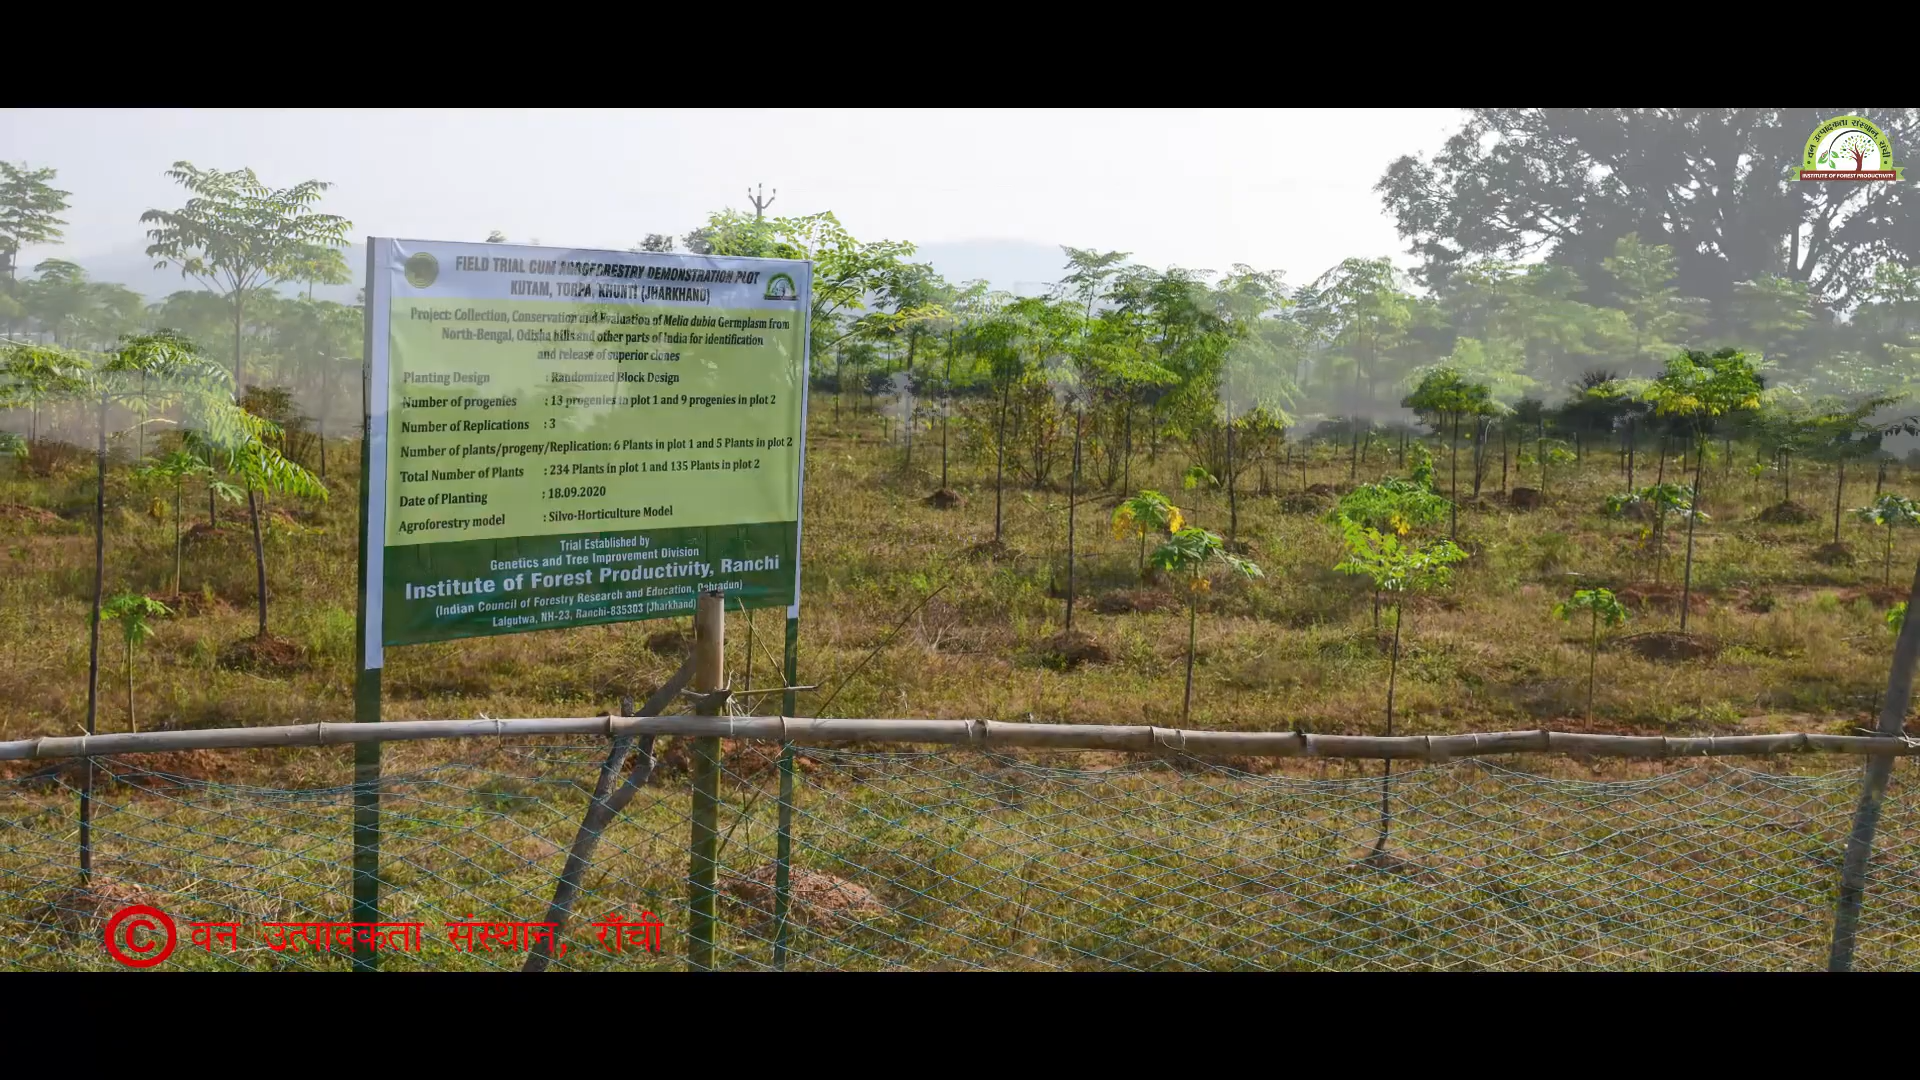 वन उत्पादकता संस्थान, राँची
INSTITUTE OF FOREST PRODUCTIVITY
FIELD TRIAL CUM AGROFORESTRY DEMONSTRATION PLOT
KUTAM, TORPA, KHUNTI (JHARKHAND)
Project: Collection, Conservation and Evaluation of Melia dubia Germplasm from
North-Bengal, Odisha hills and other parts of India for identification
and release of superior clones
Planting Design : Randomized Block Design
Number of progenies : 13 progenies in plot 1 and 9 progenies in plot 2
Number of Replications : 3
Number of plants/progeny/Replication: 6 Plants in plot 1 and 5 Plants in plot 2
Total Number of Plants : 234 Plants in plot 1 and 135 Plants in plot 2
Date of Planting : 18.09.2020
Agroforestry model : Silvo-Horticulture Model
Trial Established by
Genetics and Tree Improvement Division
Institute of Forest Productivity, Ranchi
(Indian Council of Forestry Research and Education, Dehradun)
Lalgutwa, NH-23, Ranchi-835303 (Jharkhand)
© वन उत्पादकता संस्थान, राँची